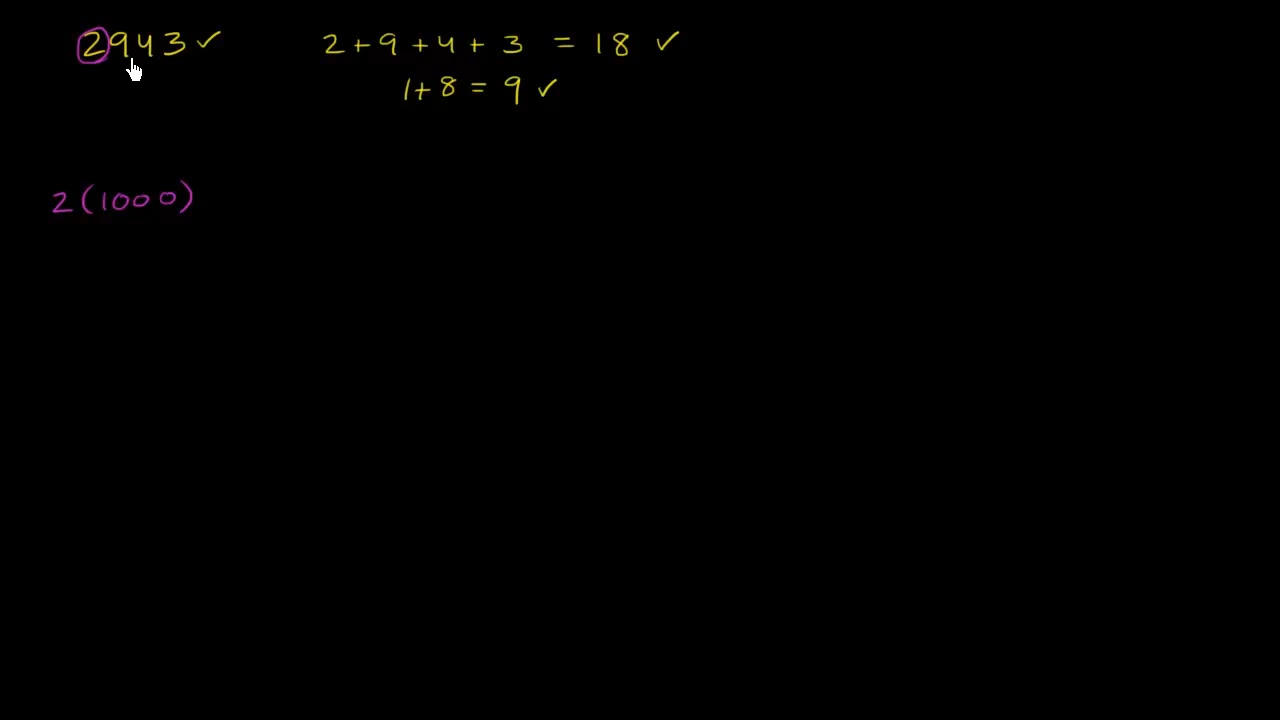 2943 ✓ 2 + 9 + 4 + 3 = 18 ✓
1 + 8 = 9 ✓
2(1000)